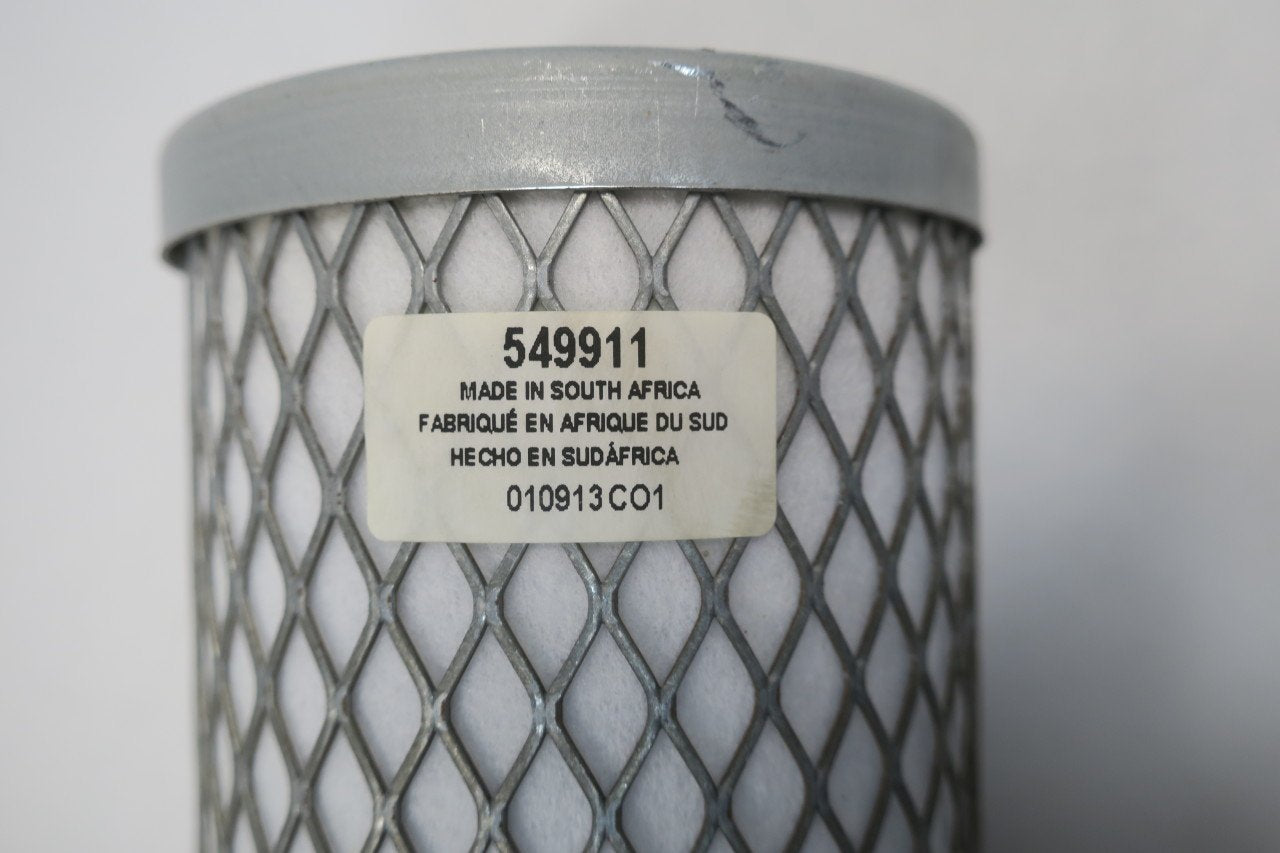 549911
MADE IN SOUTH AFRICA
FABRIQUÉ EN AFRIQUE DU SUD
HECHO EN SUDÁFRICA
010913CO1